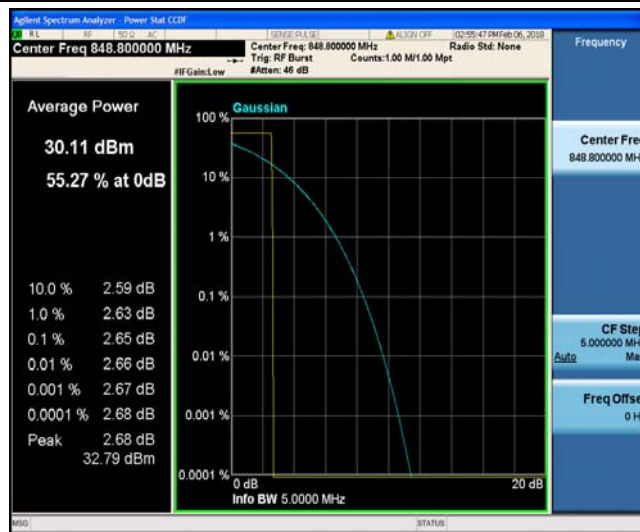 Agilent Spectrum Analyzer - Power Stat CCDF
RL RF 50 Ω AC SENSE:PULSE ALIGN OFF 02:55:47 PM Feb 06, 2018
Center Freq 848.800000 MHz
Center Freq: 848.800000 MHz Radio Std: None
Trig: RF Burst Counts:1.00 M/1.00 Mpt
#IFGain:Low #Atten: 46 dB
Frequency
Average Power
30.11 dBm
55.27 % at 0dB
10.0 % 2.59 dB
1.0 % 2.63 dB
0.1 % 2.65 dB
0.01 % 2.66 dB
0.001 % 2.67 dB
0.0001 % 2.68 dB
Peak 2.68 dB
32.79 dBm
Gaussian
100 %
10 %
1 %
0.1 %
0.01 %
0.001 %
0.0001 %
0 dB 20 dB
Info BW 5.0000 MHz
Center Fre
848.800000 MH
CF Step
5.000000 MH
Auto Ma
Freq Offse
0 H
MSG STATUS